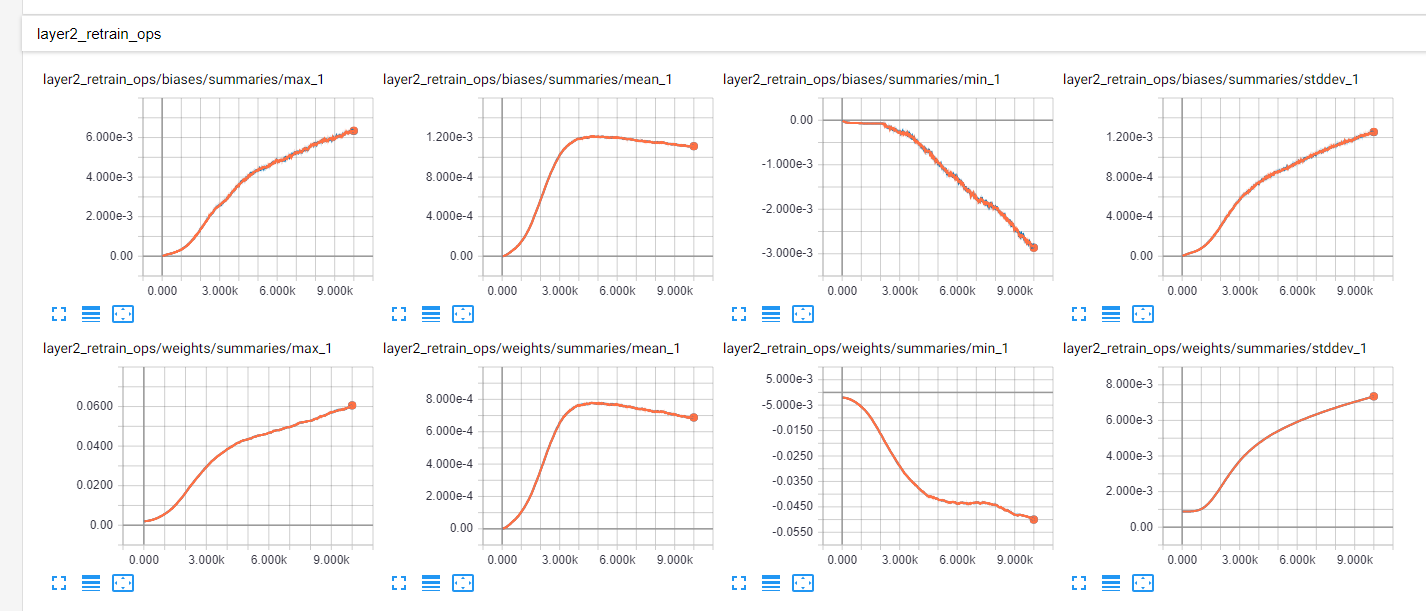 layer2_retrain_ops
layer2_retrain_ops/biases/summaries/max_1
6.000e-3
4.000e-3
2.000e-3
0.00
0.000 3.000k 6.000k 9.000k
layer2_retrain_ops/biases/summaries/mean_1
1.200e-3
8.000e-4
4.000e-4
0.00
0.000 3.000k 6.000k 9.000k
layer2_retrain_ops/biases/summaries/min_1
0.00
-1.000e-3
-2.000e-3
-3.000e-3
0.000 3.000k 6.000k 9.000k
layer2_retrain_ops/biases/summaries/stddev_1
1.200e-3
8.000e-4
4.000e-4
0.00
0.000 3.000k 6.000k 9.000k
layer2_retrain_ops/weights/summaries/max_1
0.0600
0.0400
0.0200
0.00
0.000 3.000k 6.000k 9.000k
layer2_retrain_ops/weights/summaries/mean_1
8.000e-4
6.000e-4
4.000e-4
2.000e-4
0.00
0.000 3.000k 6.000k 9.000k
layer2_retrain_ops/weights/summaries/min_1
5.000e-3
-5.000e-3
-0.0150
-0.0250
-0.0350
-0.0450
-0.0550
0.000 3.000k 6.000k 9.000k
layer2_retrain_ops/weights/summaries/stddev_1
8.000e-3
6.000e-3
4.000e-3
2.000e-3
0.00
0.000 3.000k 6.000k 9.000k